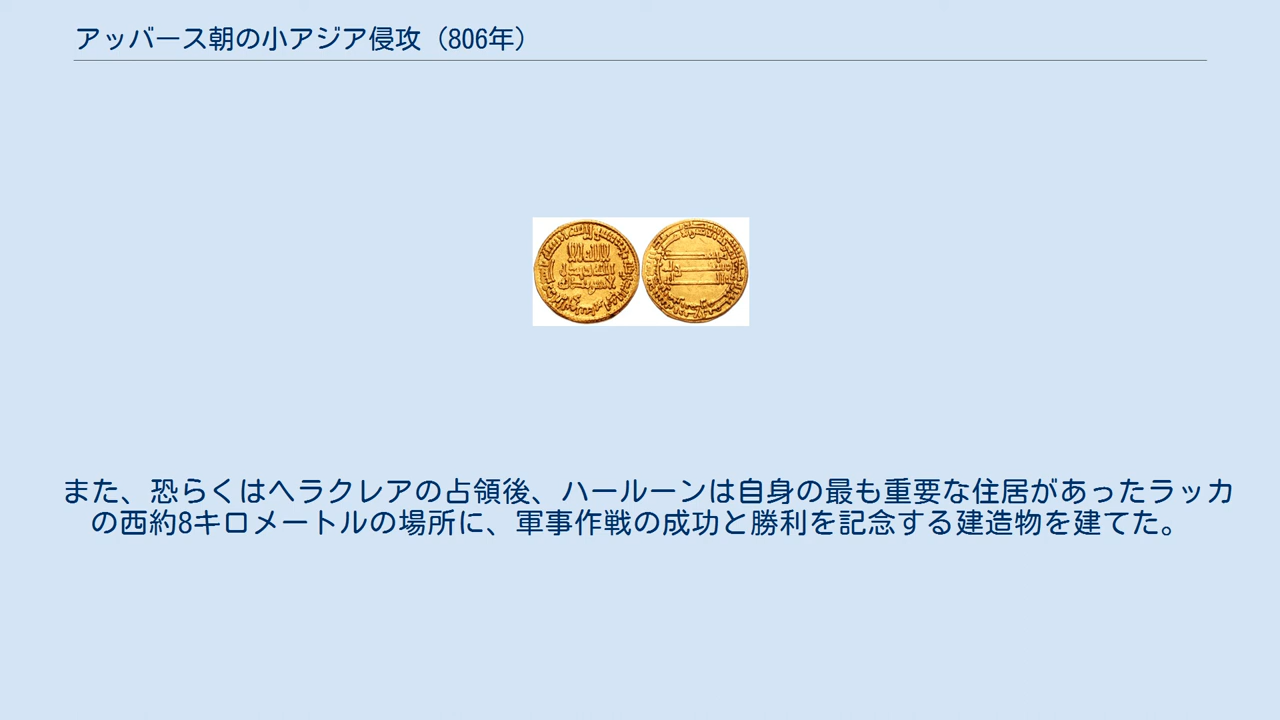 アッバース朝の小アジア侵攻（806年）
また、恐らくはヘラクレアの占領後、ハールーンは自身の最も重要な住居があったラッカ
の西約8キロメートルの場所に、軍事作戦の成功と勝利を記念する建造物を建てた。